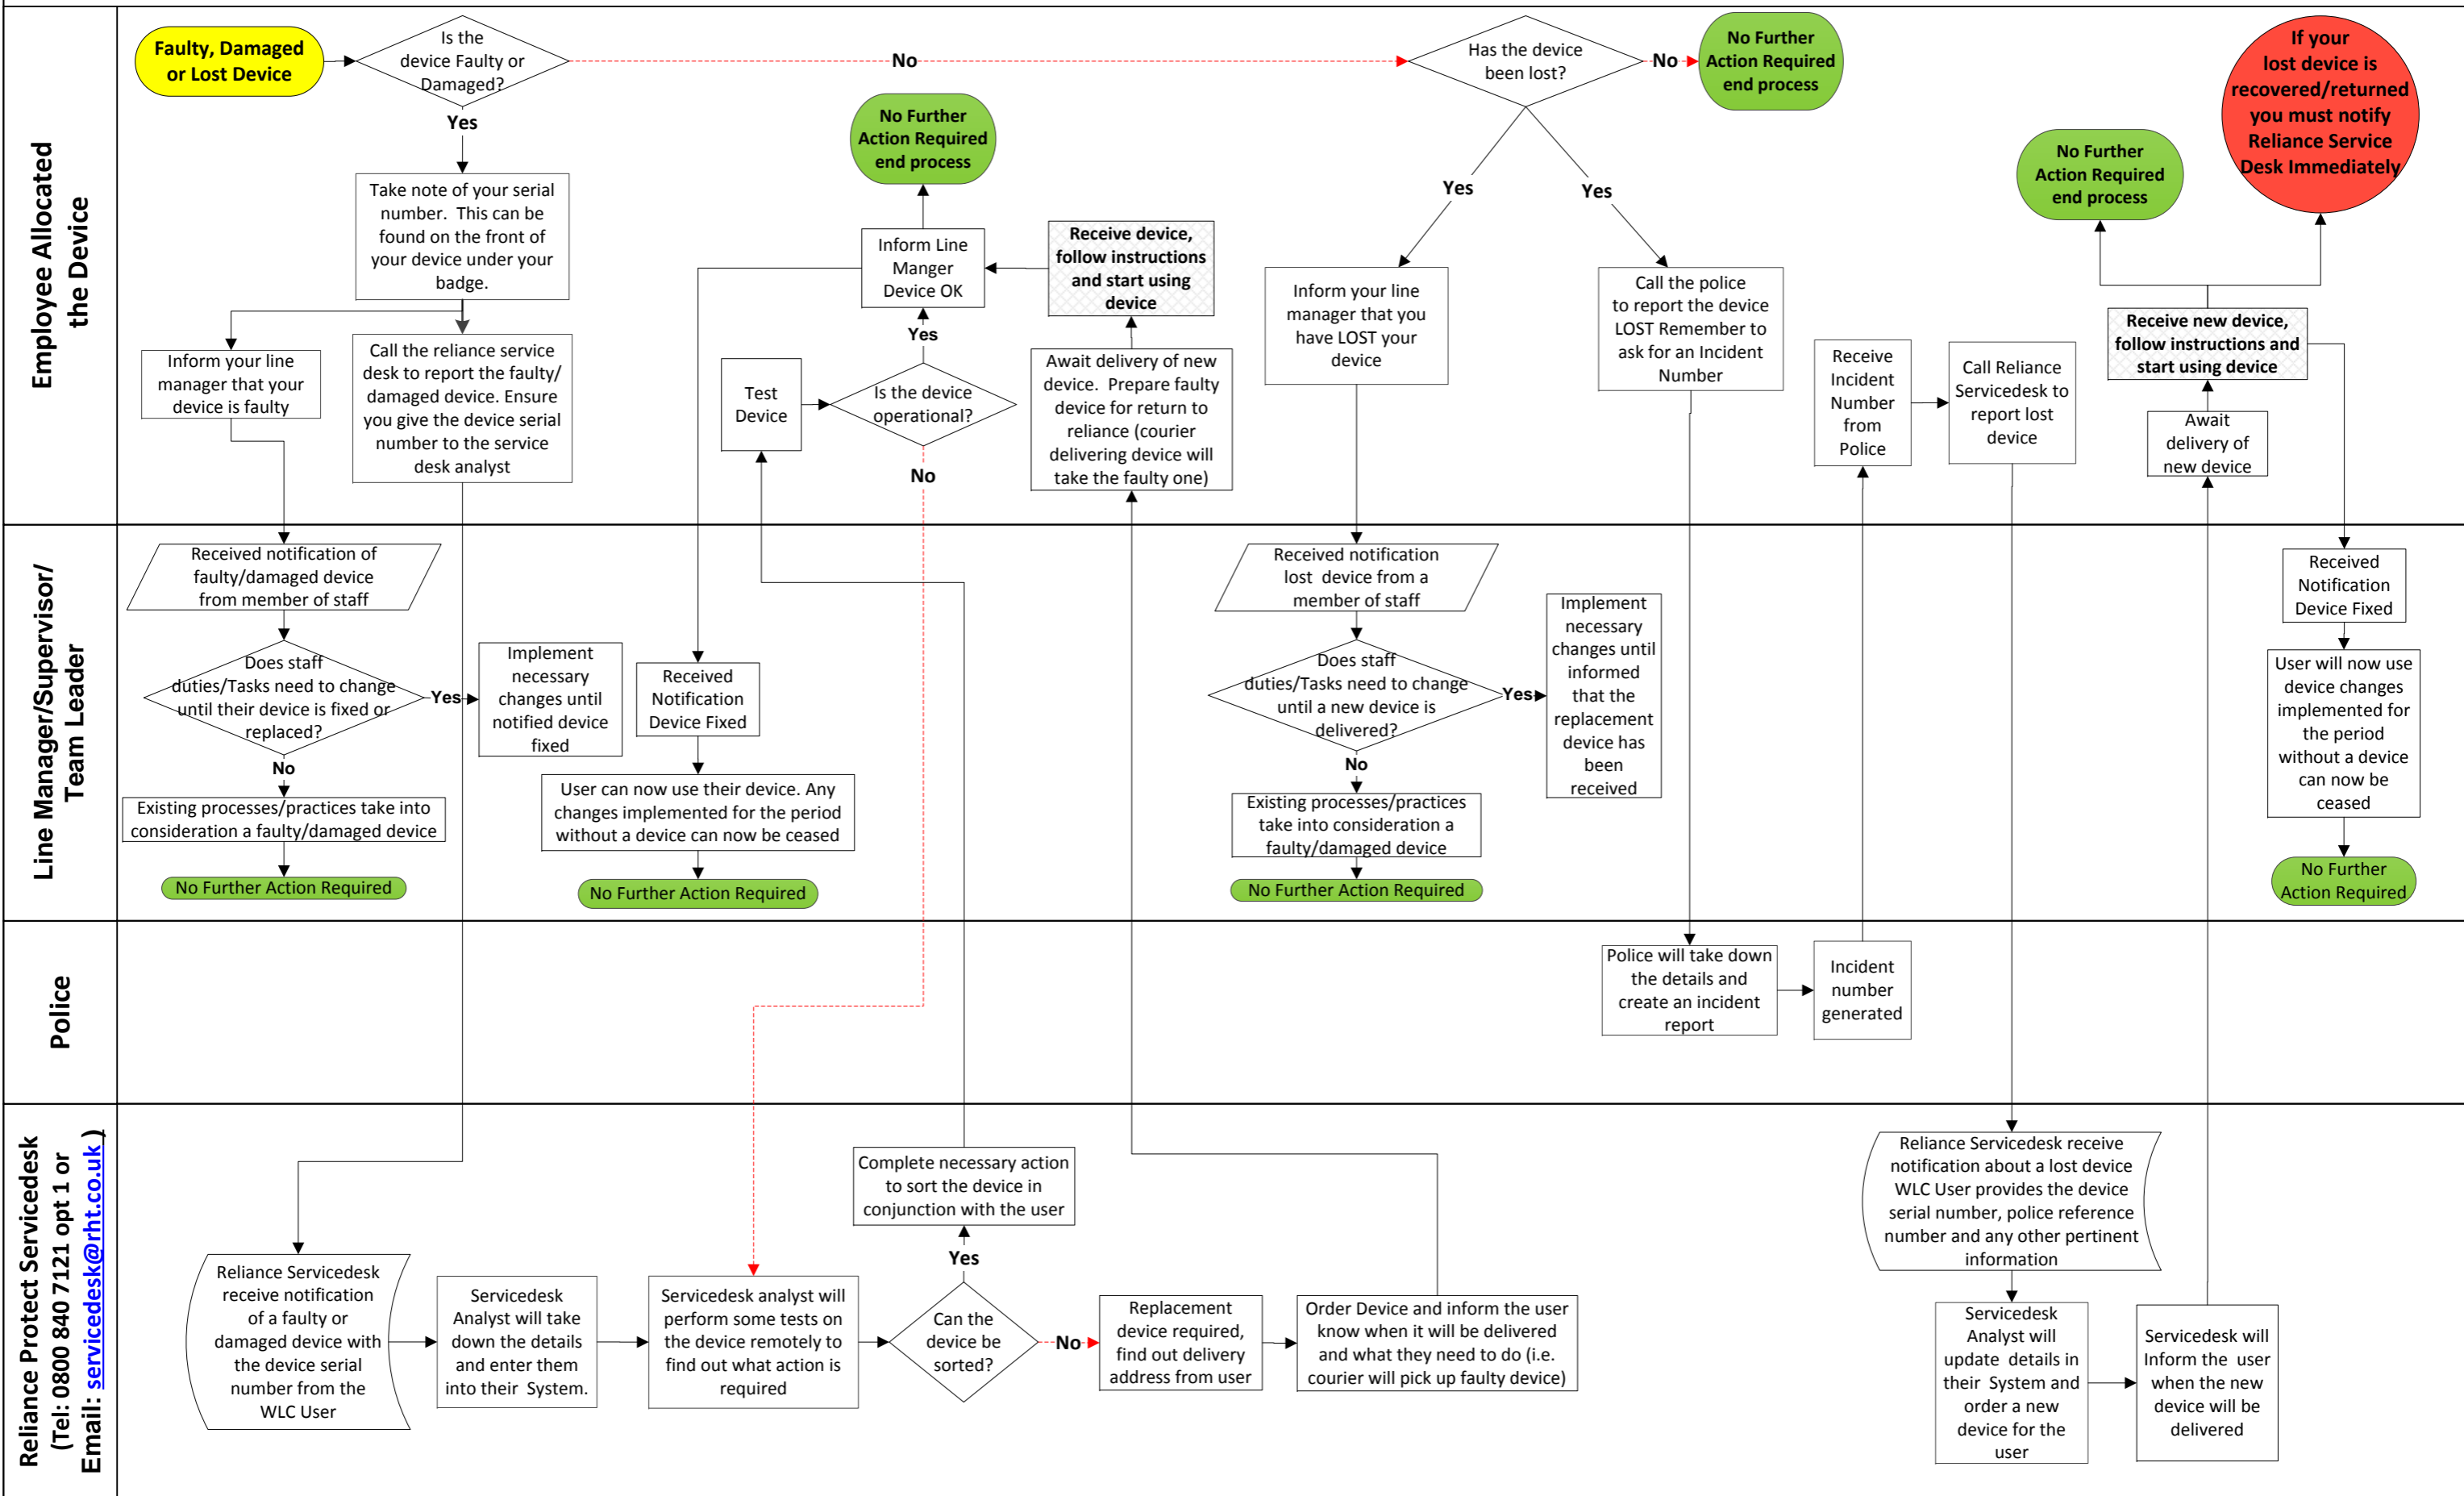 Employee Allocated
the Device
Faulty, Damaged
or Lost Device
Is the
device Faulty or
Damaged?
No
Has the device
been lost?
No
No Further
Action Required
end process
If your
lost device is
recovered/returned
you must notify
Reliance Service
Desk Immediately
Yes
No Further
Action Required
end process
No Further
Action Required
end process
Take note of your serial
number. This can be
found on the front of
your device under your
badge.
Inform Line
Manger
Device OK
Receive device,
follow instructions
and start using
device
Yes
Yes
Inform your line
manager that you
have LOST your
device
Call the police
to report the device
LOST Remember to
ask for an Incident
Number
Receive new device,
follow instructions and
start using device
Inform your line
manager that your
device is faulty
Call the reliance service
desk to report the faulty/
damaged device. Ensure
you give the device serial
number to the service
desk analyst
Test
Device
Yes
Is the device
operational?
No
Await delivery of new
device. Prepare faulty
device for return to
reliance (courier
delivering device will
take the faulty one)
Receive
Incident
Number
from
Police
Call Reliance
Servicedesk to
report lost
device
Await
delivery of
new device
Line Manager/Supervisor/
Team Leader
Received notification of
faulty/damaged device
from member of staff
Does staff
duties/Tasks need to change
until their device is fixed or
replaced?
Yes
Implement
necessary
changes until
notified device
fixed
No
Existing processes/practices take into
consideration a faulty/damaged device
No Further Action Required
Received
Notification
Device Fixed
User can now use their device. Any
changes implemented for the period
without a device can now be ceased
No Further Action Required
Received notification
lost device from a
member of staff
Does staff
duties/Tasks need to change
until a new device is
delivered?
Yes
Implement
necessary
changes until
informed
that the
replacement
device has
been
received
No
Existing processes/practices
take into consideration a
faulty/damaged device
No Further Action Required
Received
Notification
Device Fixed
User will now use
device changes
implemented for
the period
without a device
can now be
ceased
No Further
Action Required
Police
Police will take down
the details and
create an incident
report
Incident
number
generated
Reliance Protect Servicedesk
(Tel: 0800 840 7121 opt 1 or
Email: servicedesk@rht.co.uk )
Reliance Servicedesk
receive notification
of a faulty or
damaged device with
the device serial
number from the
WLC User
Servicedesk
Analyst will take
down the details
and enter them
into their System.
Servicedesk analyst will
perform some tests on
the device remotely to
find out what action is
required
Complete necessary action
to sort the device in
conjunction with the user
Yes
Can the
device be
sorted?
No
Replacement
device required,
find out delivery
address from user
Order Device and inform the user
know when it will be delivered
and what they need to do (i.e.
courier will pick up faulty device)
Reliance Servicedesk receive
notification about a lost device
WLC User provides the device
serial number, police reference
number and any other pertinent
information
Servicedesk
Analyst will
update details in
their System and
order a new
device for the
user
Servicedesk will
Inform the user
when the new
device will be
delivered